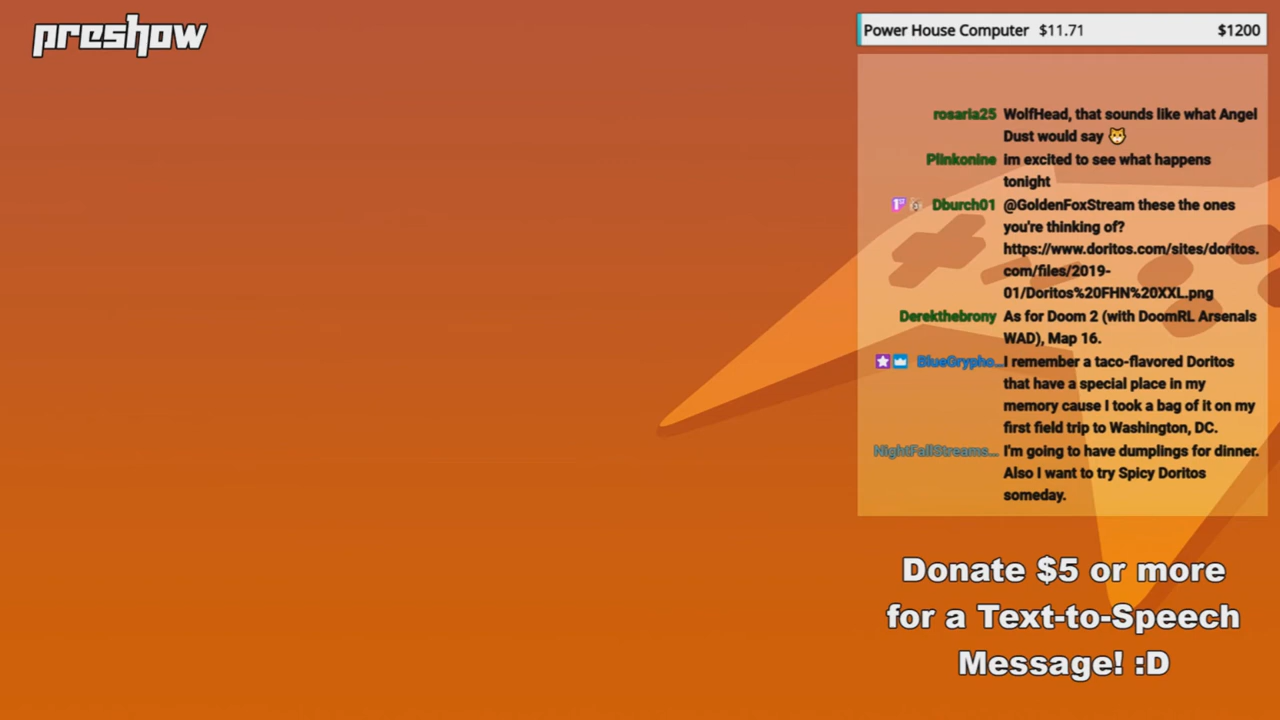 preshow
Power House Computer $11.71 $1200
rosaria25 WolfHead, that sounds like what Angel
Dust would say
Plinkonine im excited to see what happens
tonight
Dburch01 @GoldenFoxStream these the ones
you're thinking of?
https://www.doritos.com/sites/doritos.
com/files/2019-
01/Doritos%20FHN%20XXL.png
Derekthebrony As for Doom 2 (with DoomRL Arsenals
WAD), Map 16.
BlueGrypho... I remember a taco-flavored Doritos
that have a special place in my
memory cause I took a bag of it on my
first field trip to Washington, DC.
NightFallStreams... I'm going to have dumplings for dinner.
Also I want to try Spicy Doritos
someday.
Donate $5 or more
for a Text-to-Speech
Message! :D